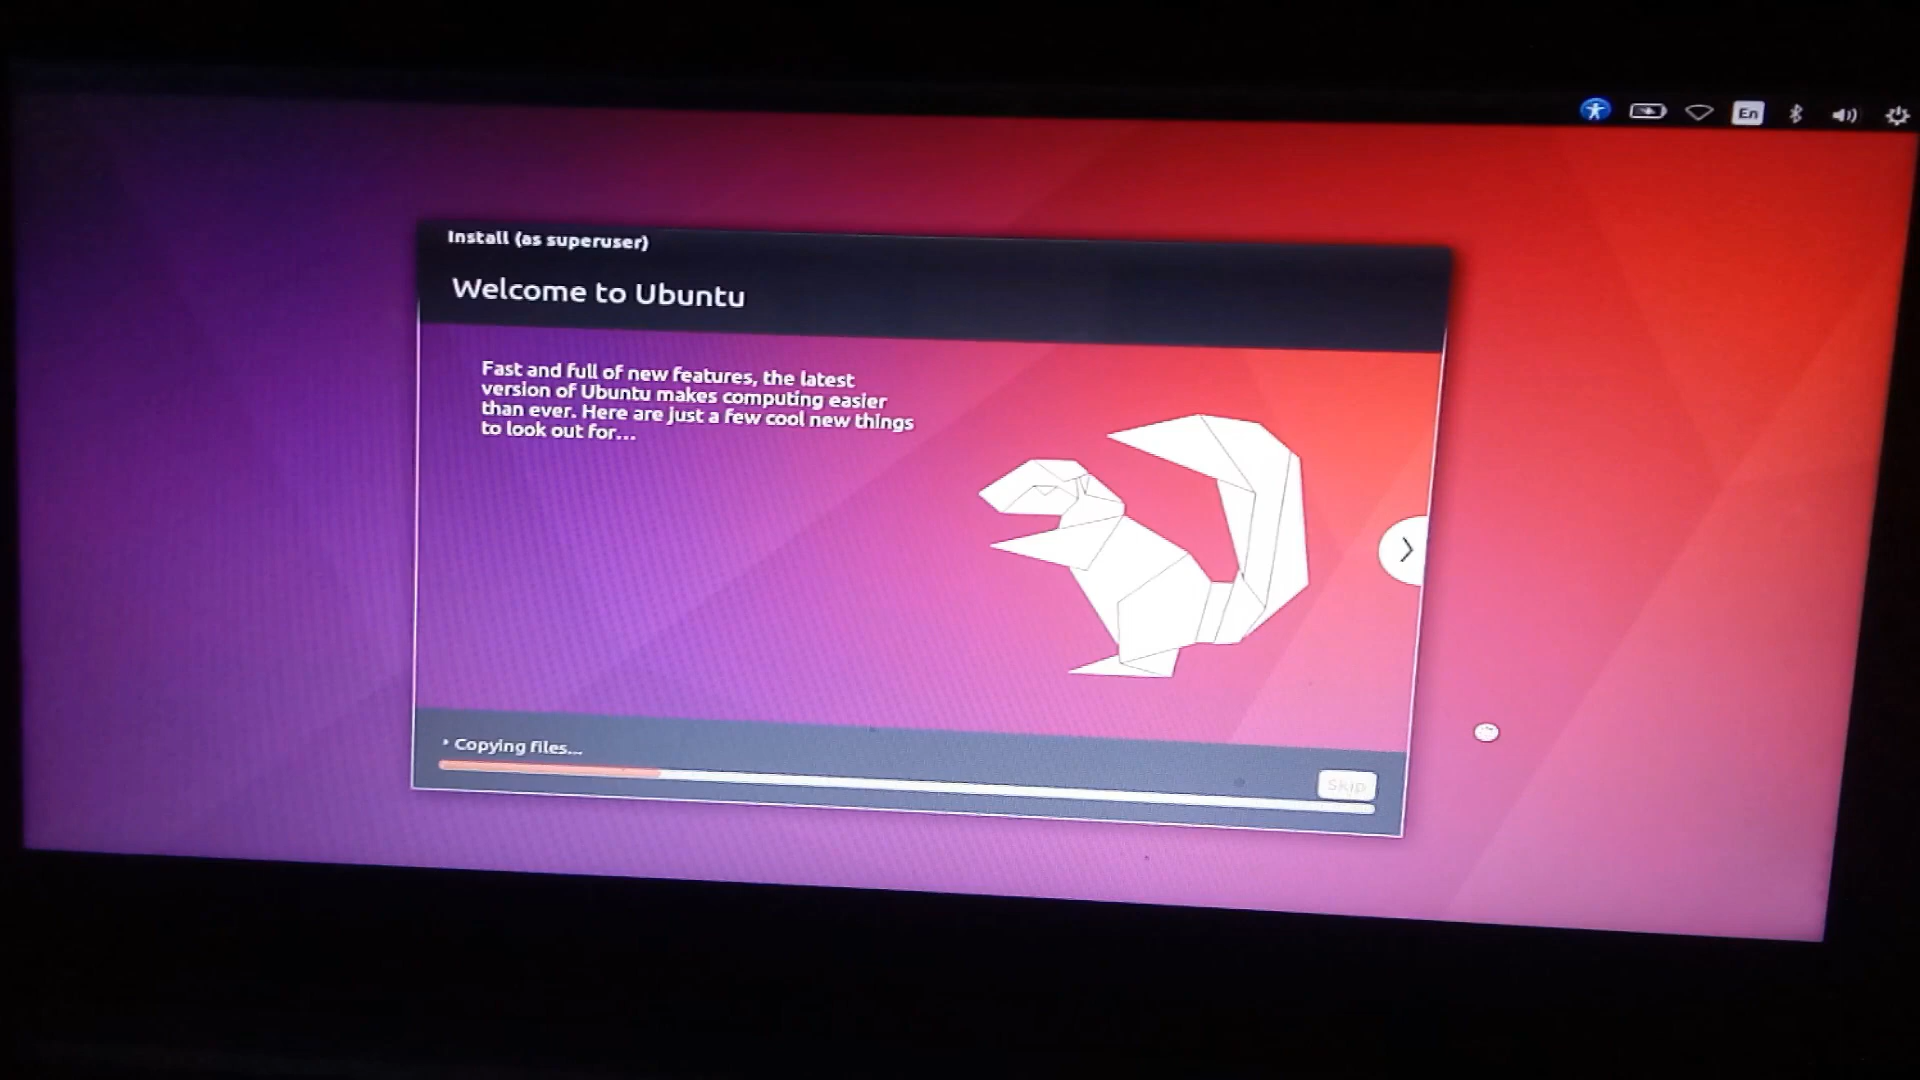 En
Install (as superuser)
Welcome to Ubuntu
Fast and full of new features, the latest
version of Ubuntu makes computing easier
than ever. Here are just a few cool new things
to look out for...
Copying files...
Skip